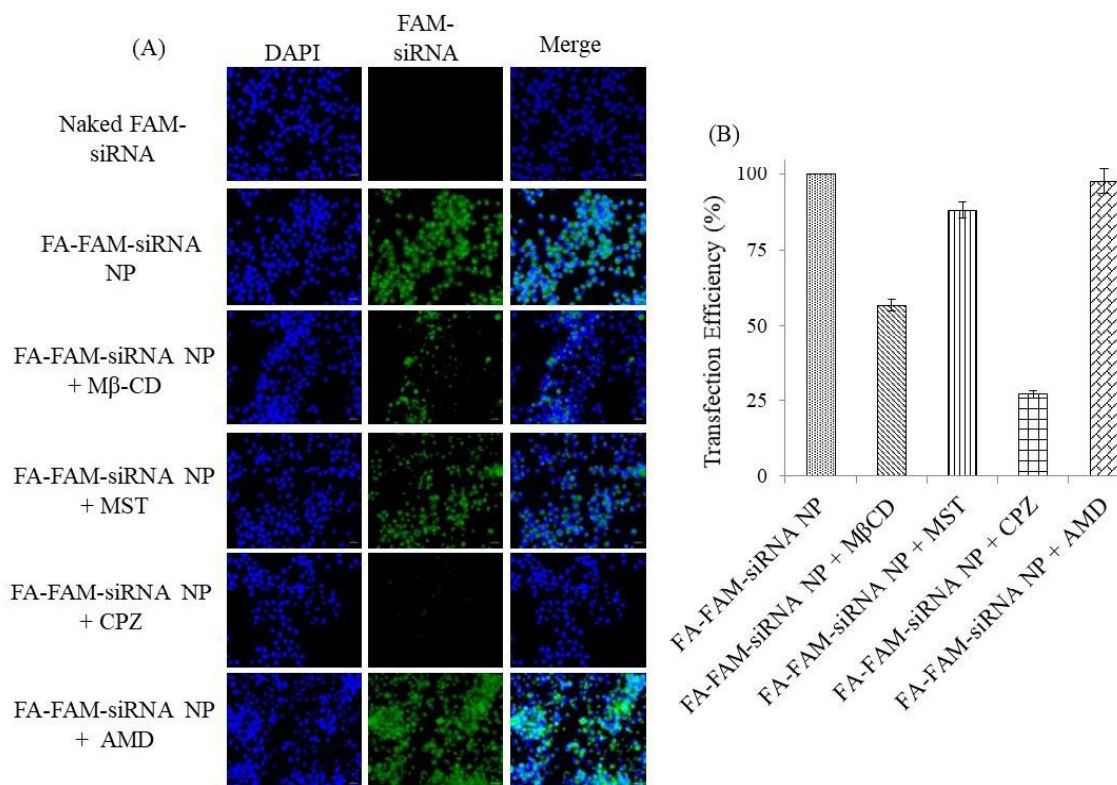 (A)
DAPI
FAM-
siRNA
Merge
Naked FAM-
siRNA
FA-FAM-siRNA
NP
FA-FAM-siRNA NP
+ Mβ-CD
FA-FAM-siRNA NP
+ MST
FA-FAM-siRNA NP
+ CPZ
FA-FAM-siRNA NP
+ AMD
(B)
Transfection Efficiency (%)
100
75
50
25
0
FA-FAM-siRNA NP
FA-FAM-siRNA NP + MβCD
FA-FAM-siRNA NP + MST
FA-FAM-siRNA NP + CPZ
FA-FAM-siRNA NP + AMD